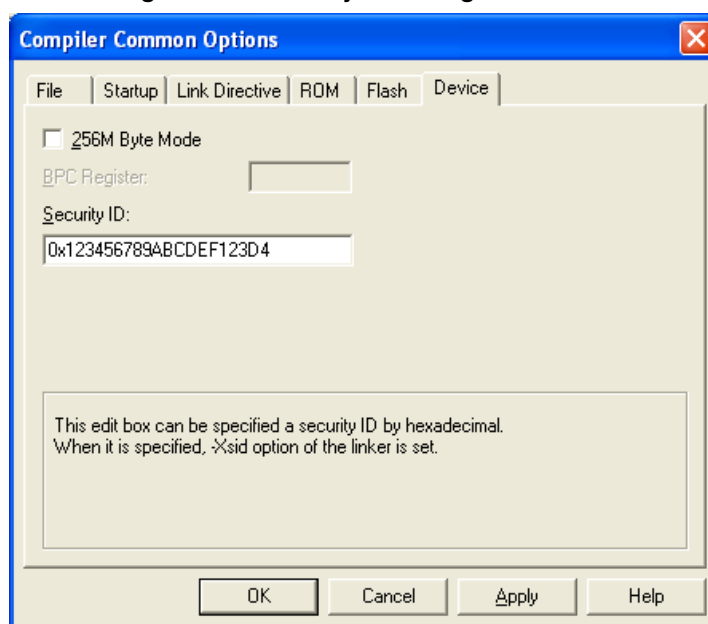 Compiler Common Options
File Startup Link Directive ROM Flash Device
256M Byte Mode
BPC Register:
Security ID:
0x123456789ABCDEF123D4
This edit box can be specified a security ID by hexadecimal.
When it is specified, -Xsid option of the linker is set.
OK Cancel Apply Help